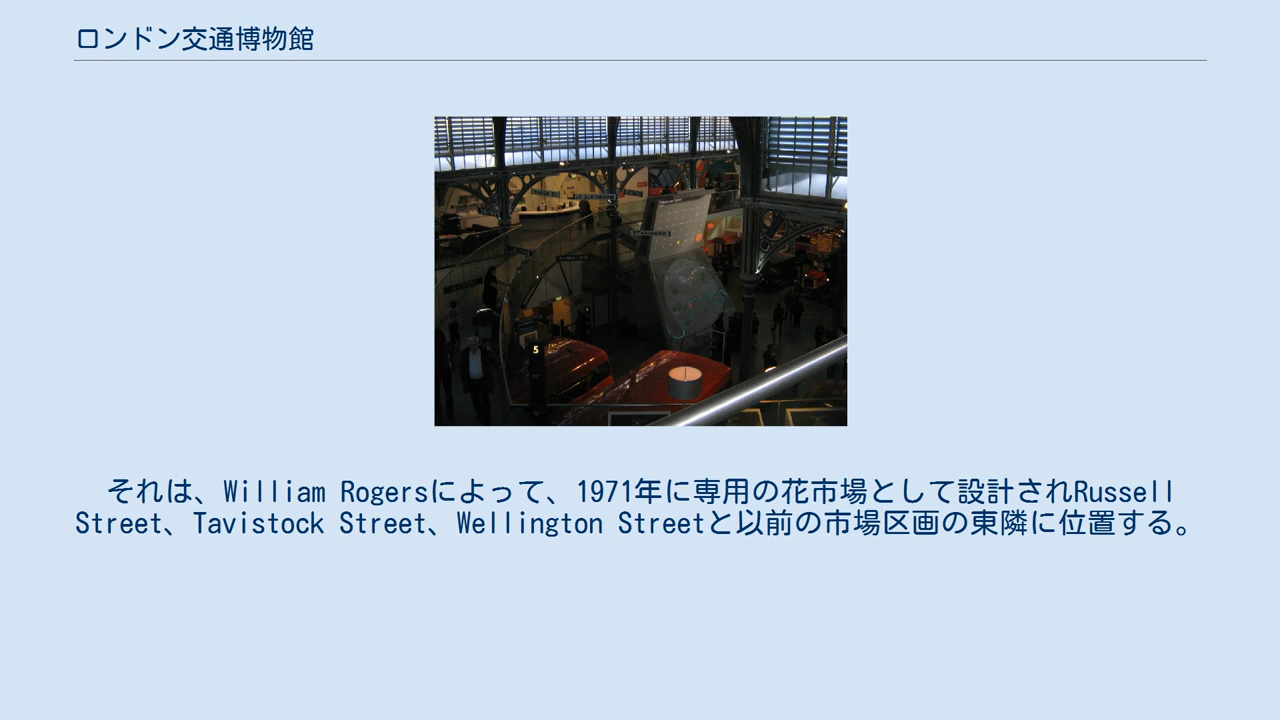 ロンドン交通博物館
5
それは、William Rogersによって、1971年に専用の花市場として設計されRussell
Street、Tavistock Street、Wellington Streetと以前の市場区画の東隣に位置する。